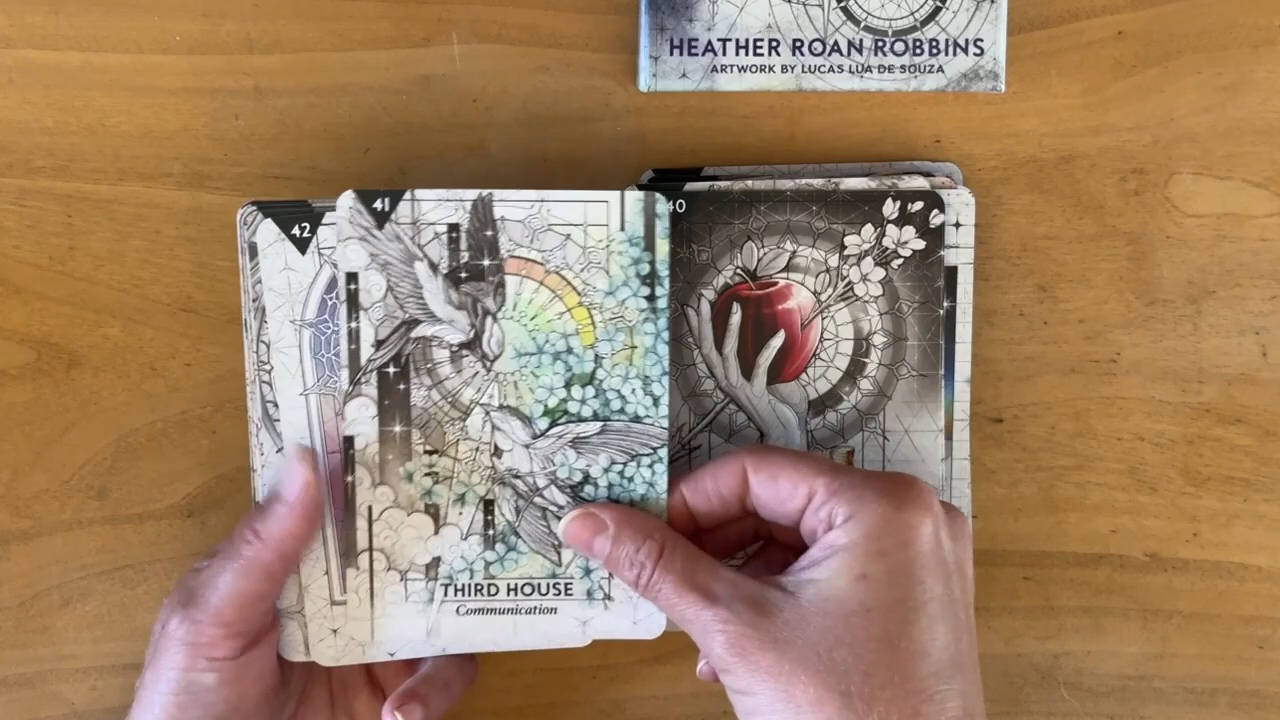 HEATHER ROAN ROBBINS
ARTWORK BY LUCAS LUA DE SOUZA
42
41
40
THIRD HOUSE
Communication